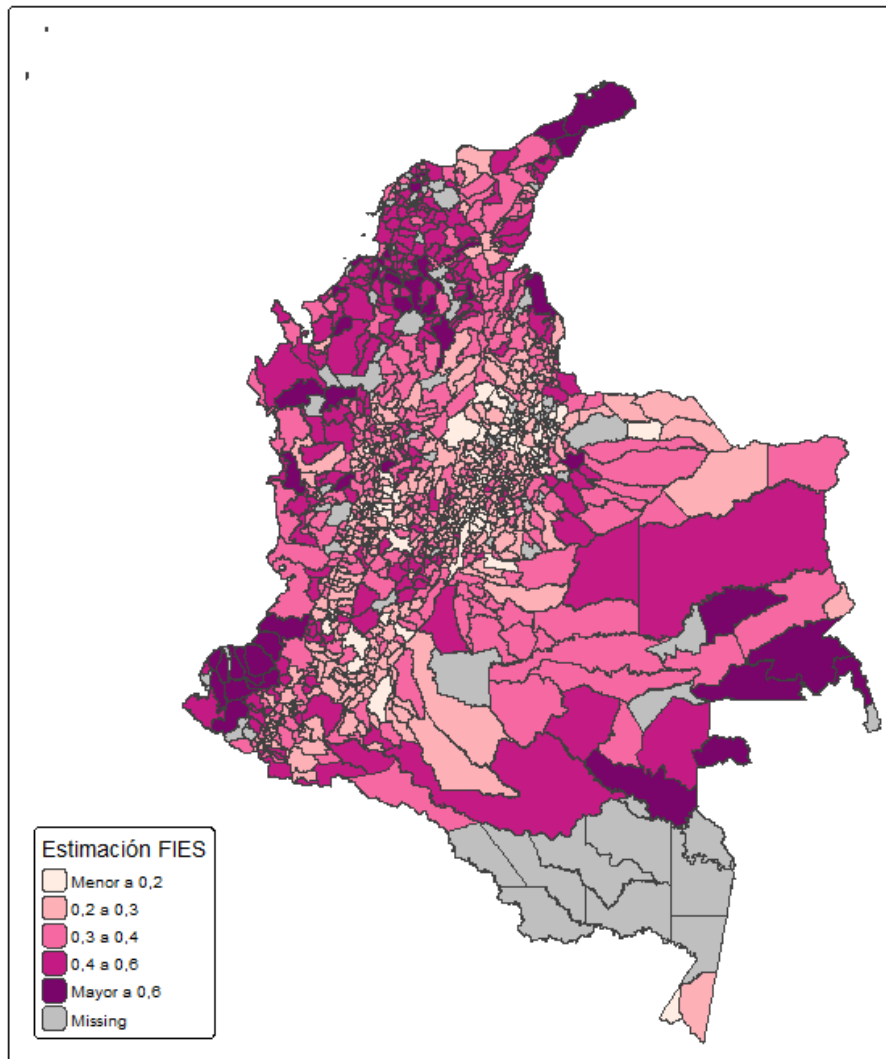 Estimación FIES
Menor a 0,2
0,2 a 0,3
0,3 a 0,4
0,4 a 0,6
Mayor a 0,6
Missing